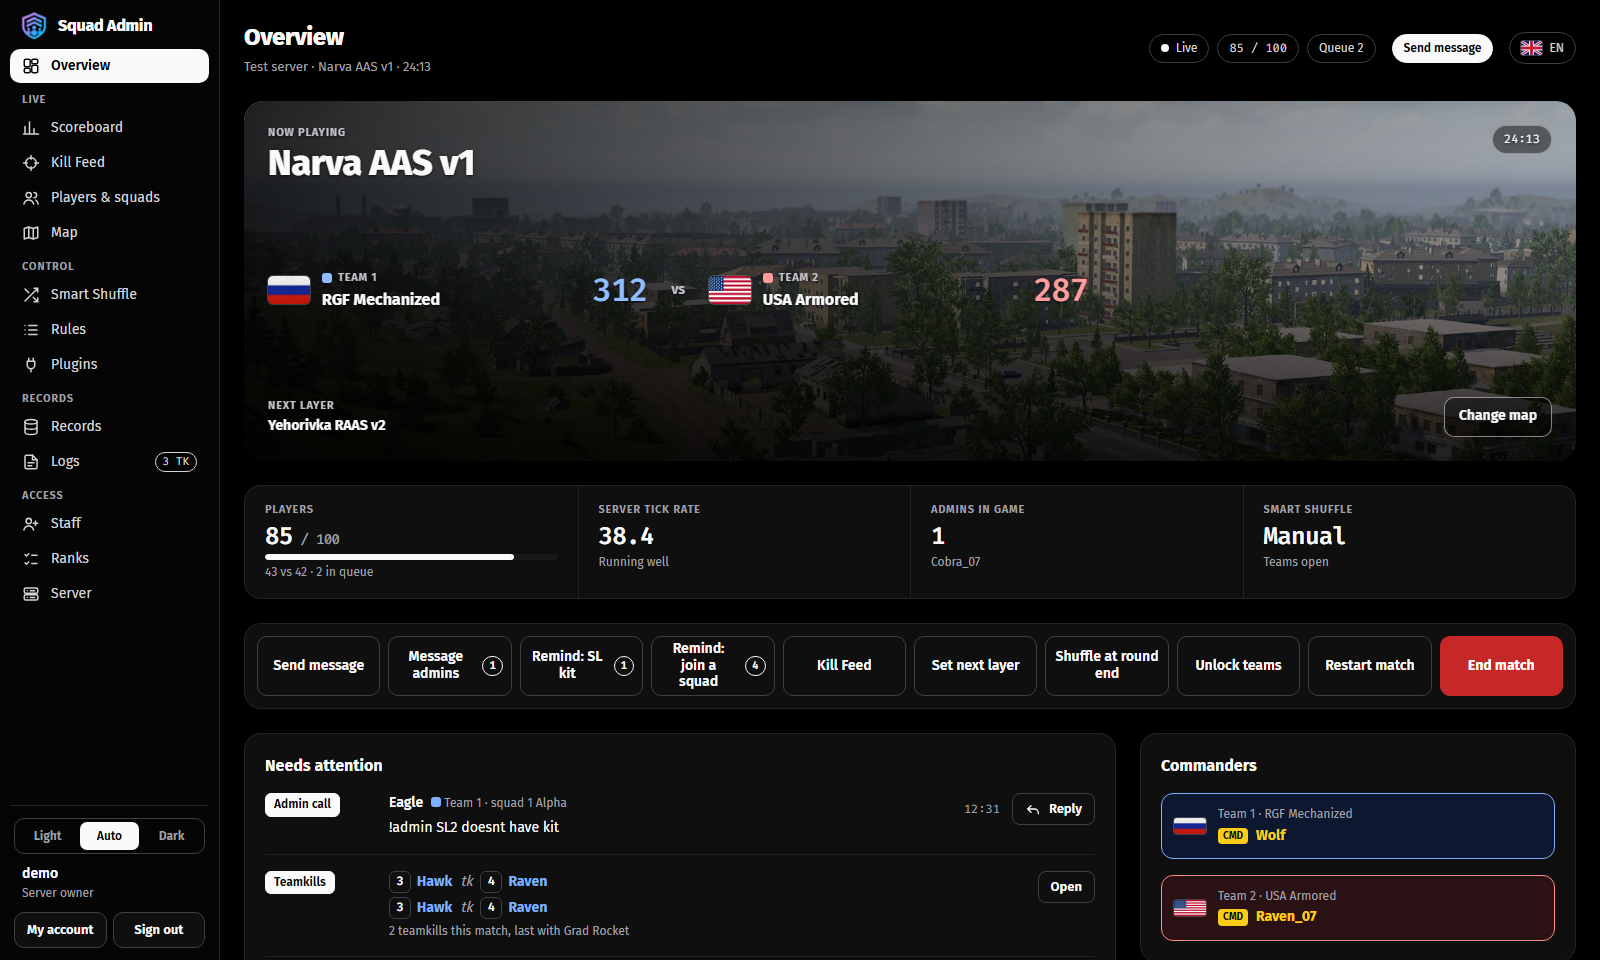 Squad Admin
Overview
LIVE
Scoreboard
Kill Feed
Players & squads
Map
CONTROL
Smart Shuffle
Rules
Plugins
RECORDS
Records
Logs
3 TK
ACCESS
Staff
Ranks
Server
Light
Auto
Dark
demo
Server owner
My account
Sign out
Overview
Test server · Narva AAS v1 · 24:13
Live
85 / 100
Queue 2
Send message
EN
NOW PLAYING
Narva AAS v1
24:13
TEAM 1
RGF Mechanized
312
VS
TEAM 2
USA Armored
287
NEXT LAYER
Yehorivka RAAS v2
Change map
PLAYERS
85 / 100
43 vs 42 · 2 in queue
SERVER TICK RATE
38.4
Running well
ADMINS IN GAME
1
Cobra_07
SMART SHUFFLE
Manual
Teams open
Send message
Message
admins
1
Remind: SL
kit
1
Remind:
join a
squad
4
Kill Feed
Set next layer
Shuffle at round
end
Unlock teams
Restart match
End match
Needs attention
Admin call
Eagle Team 1 · squad 1 Alpha
!admin SL2 doesnt have kit
12:31
Reply
Teamkills
3 Hawk tk 4 Raven
3 Hawk tk 4 Raven
2 teamkills this match, last with Grad Rocket
Open
Commanders
Team 1 · RGF Mechanized
CMD Wolf
Team 2 · USA Armored
CMD Raven_07